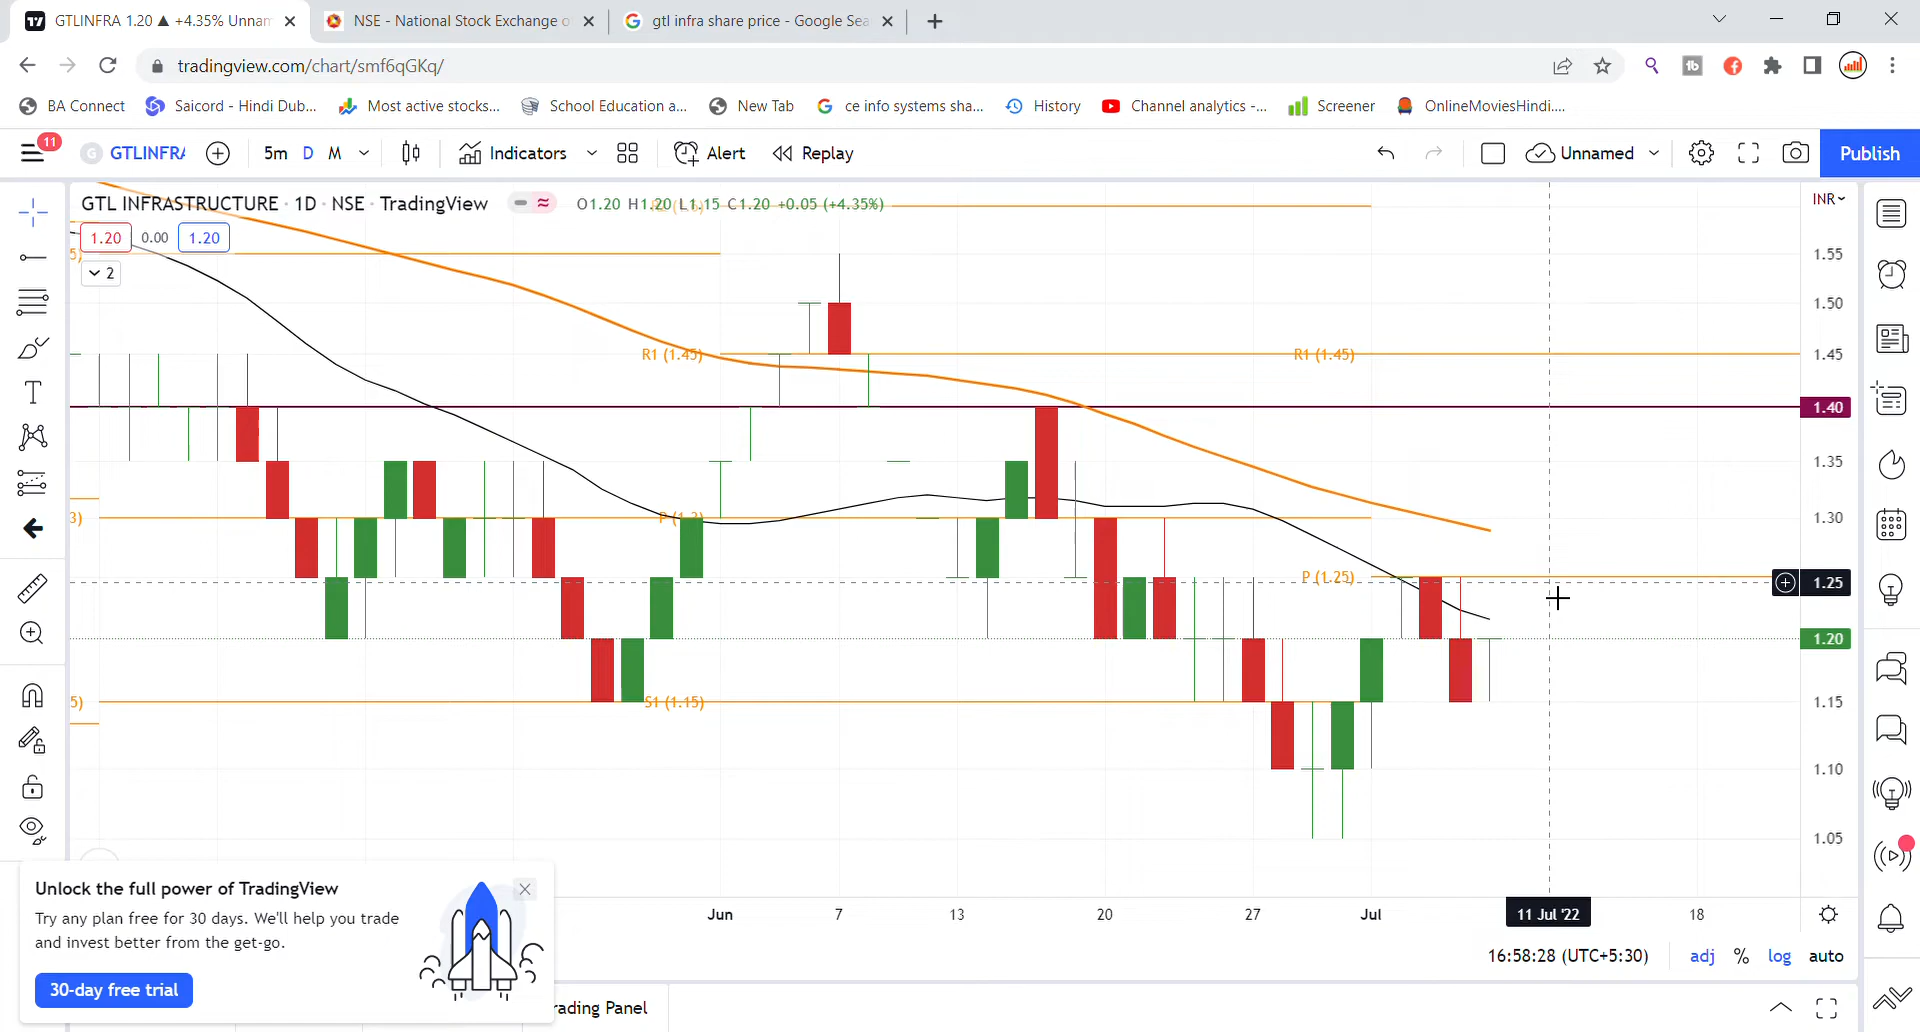 GTLINFRA 1.20 ▲ +4.35% Unnam
NSE - National Stock Exchange o
gtl infra share price - Google Sea
tradingview.com/chart/smf6qGKq/
BA Connect
Saicord - Hindi Dub...
Most active stocks...
School Education a...
New Tab
ce info systems sha...
History
Channel analytics -...
Screener
OnlineMoviesHindi....
11
GTLINFRA
5m D M
Indicators
Alert
Replay
Unnamed
Publish
GTL INFRASTRUCTURE · 1D · NSE · TradingView
O1.20 H1.20 L1.15 C1.20 +0.05 (+4.35%)
INR
1.20 0.00 1.20
2
5)
1.55
1.50
R1 (1.45)
R1 (1.45)
1.45
1.40
1.35
3)
P (1.3)
1.30
P (1.25)
1.25
1.20
5)
S1 (1.15)
1.15
1.10
1.05
Jun
7
13
20
27
Jul
11 Jul '22
18
Unlock the full power of TradingView
Try any plan free for 30 days. We'll help you trade
and invest better from the get-go.
30-day free trial
16:58:28 (UTC+5:30)
adj
%
log
auto
rading Panel